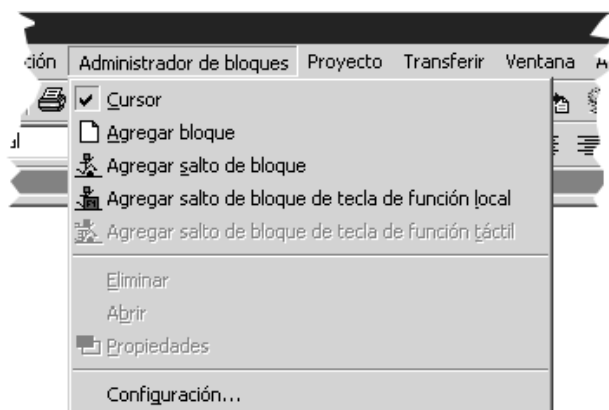 ción Administrador de bloques Proyecto Transferir Ventana
Cursor
Agregar bloque
Agregar salto de bloque
Agregar salto de bloque de tecla de función local
Agregar salto de bloque de tecla de función táctil
Eliminar
Abrir
Propiedades
Configuración...